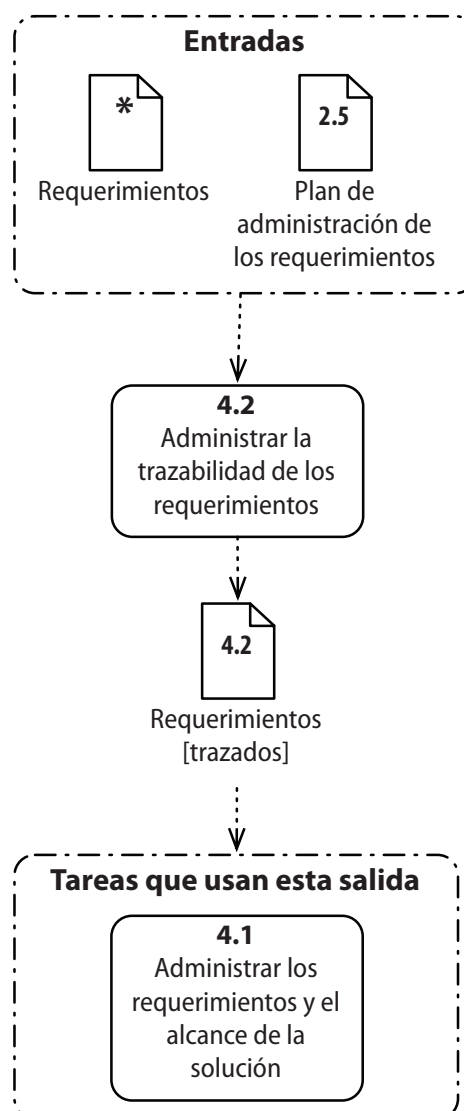 Entradas
*
2.5
Requerimientos
Plan de
administración de
los requerimientos
4.2
Administrar la
trazabilidad de los
requerimientos
4.2
Requerimientos
[trazados]
Tareas que usan esta salida
4.1
Administrar los
requerimientos y el
alcance de la
solución